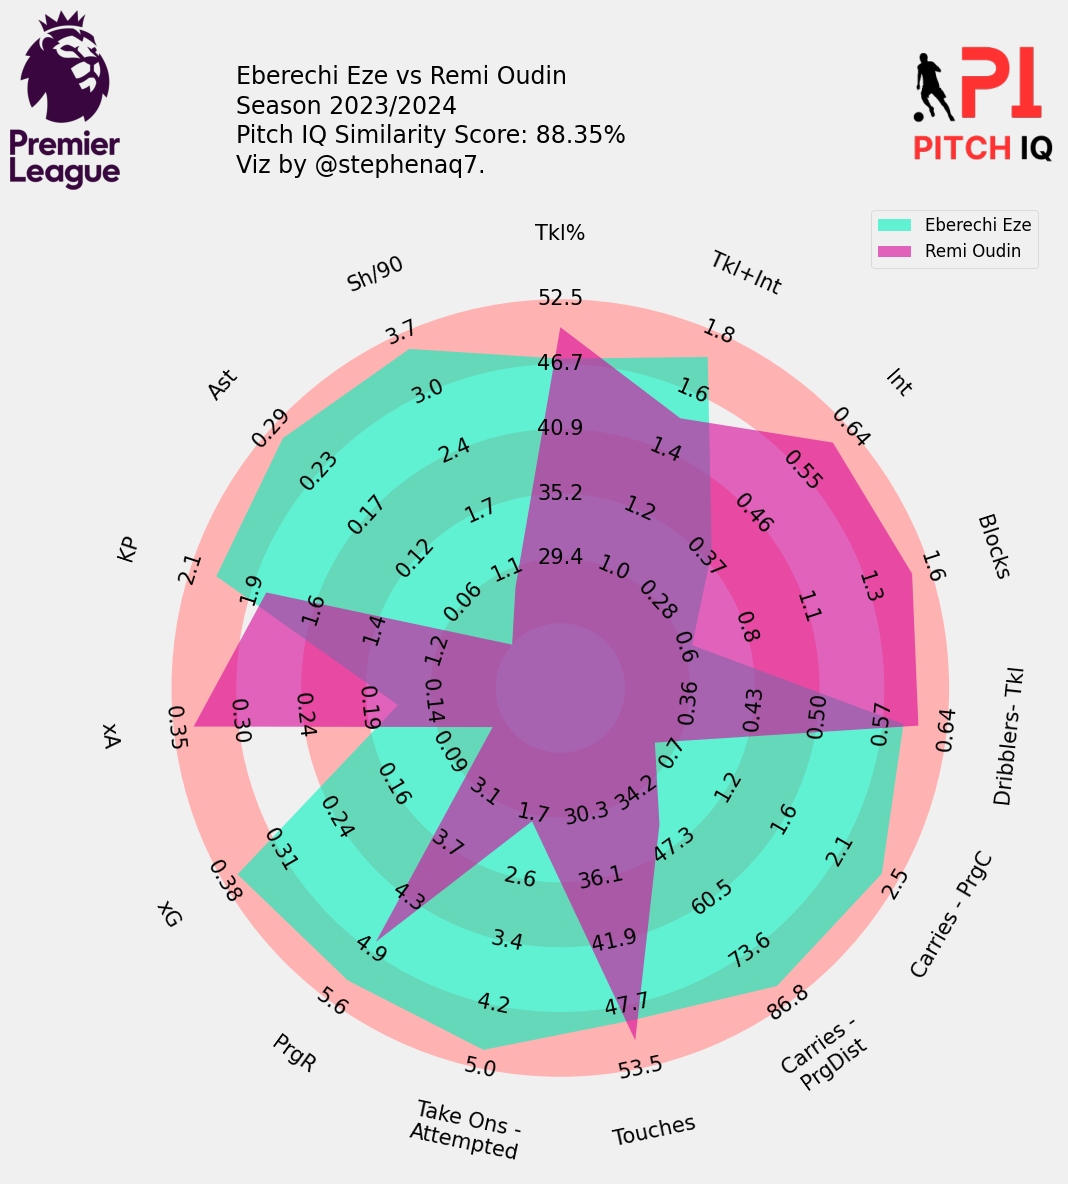 Premier
League
Eberechi Eze vs Remi Oudin
Season 2023/2024
Pitch IQ Similarity Score: 88.35%
Viz by @stephenaq7.
PI
PITCH IQ
Eberechi Eze
Remi Oudin
Tkl%
52.5
46.7
40.9
35.2
29.4
Tkl+Int
1.8
1.6
1.4
1.2
1.0
Int
0.64
0.55
0.46
0.37
0.28
Blocks
1.6
1.3
1.1
0.8
0.6
Dribblers- Tkl
0.64
0.57
0.50
0.43
0.36
Carries - PrgC
2.5
2.1
1.6
1.2
0.7
Carries -
PrgDist
86.8
73.6
60.5
47.3
34.2
Touches
53.5
47.7
41.9
36.1
30.3
Take Ons -
Attempted
5.0
4.2
3.4
2.6
1.7
PrgR
5.6
4.9
4.3
3.7
3.1
xG
0.38
0.31
0.24
0.16
0.09
xA
0.35
0.30
0.24
0.19
0.14
KP
2.1
1.9
1.6
1.4
1.2
Ast
0.29
0.23
0.17
0.12
0.06
Sh/90
3.7
3.0
2.4
1.7
1.1